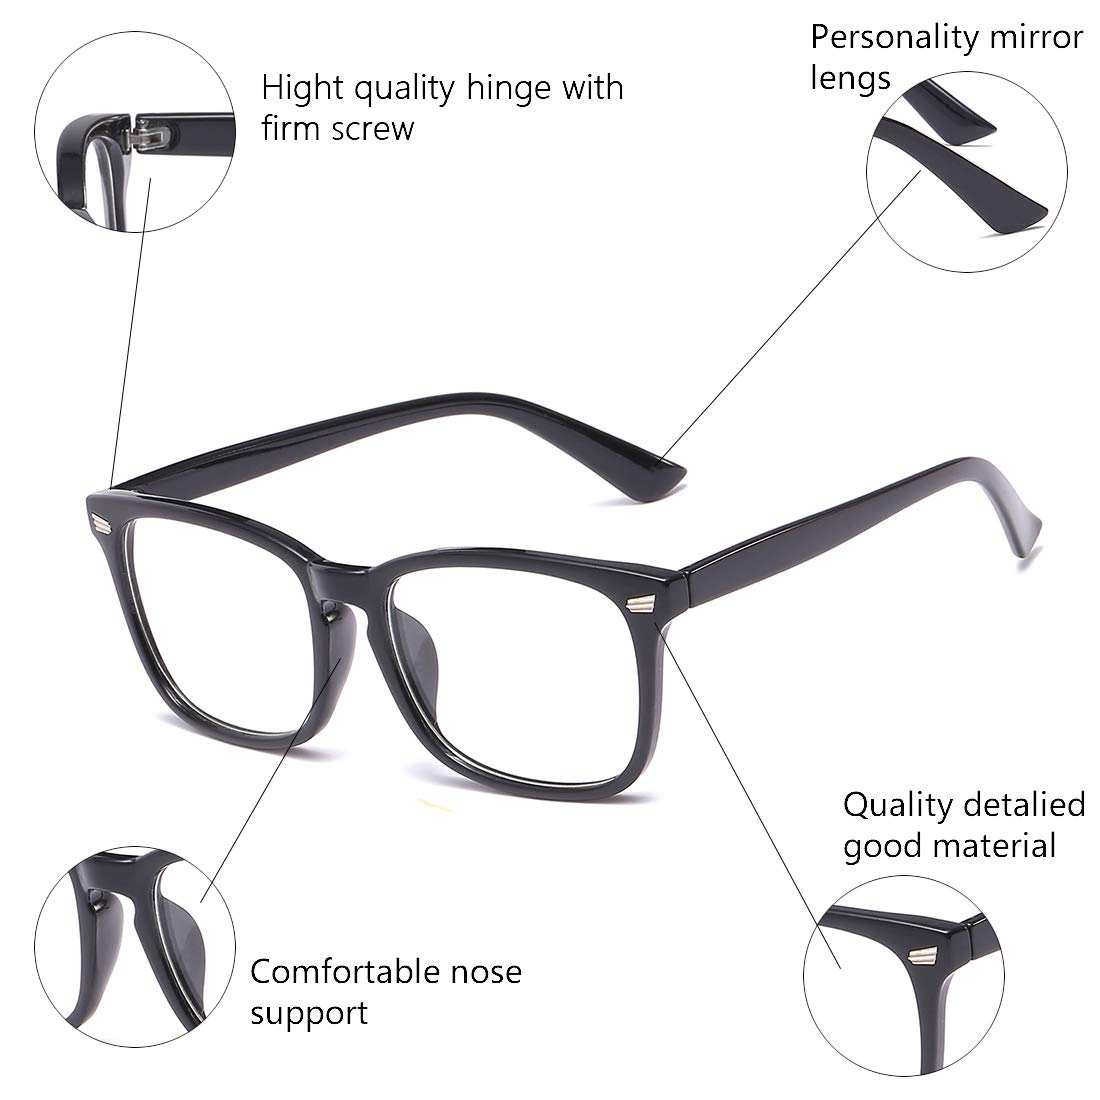 Hight quality hinge with
firm screw
Personality mirror
lengs
Quality detalied
good material
Comfortable nose
support